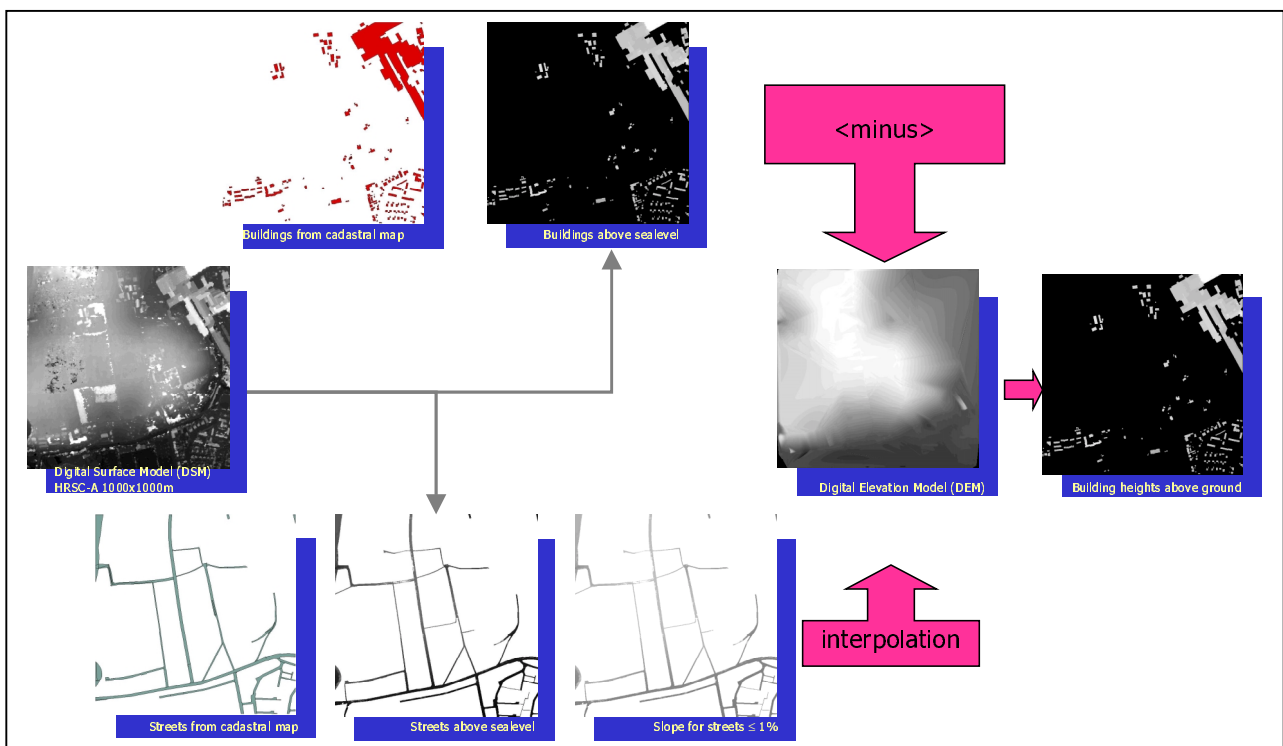 <minus>
Buildings from cadastral map
Buildings above sealevel
Digital Surface Model (DSM)
HRSC-A 1000x1000m
Digital Elevation Model (DEM)
Building heights above ground
interpolation
Streets from cadastral map
Streets above sealevel
Slope for streets ≤ 1%